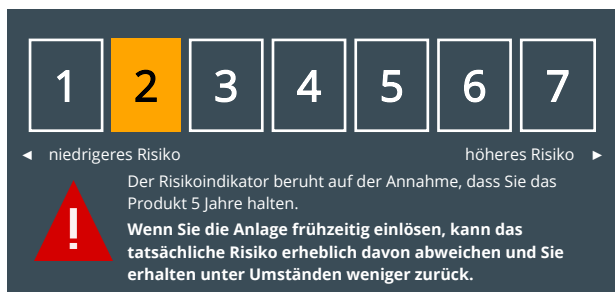 1 2 3 4 5 6 7
◄ niedrigeres Risiko höheres Risiko ►
Der Risikoindikator beruht auf der Annahme, dass Sie das
Produkt 5 Jahre halten.
!
Wenn Sie die Anlage frühzeitig einlösen, kann das
tatsächliche Risiko erheblich davon abweichen und Sie
erhalten unter Umständen weniger zurück.